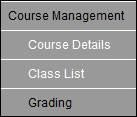 Course Management
Course Details
Class List
Grading